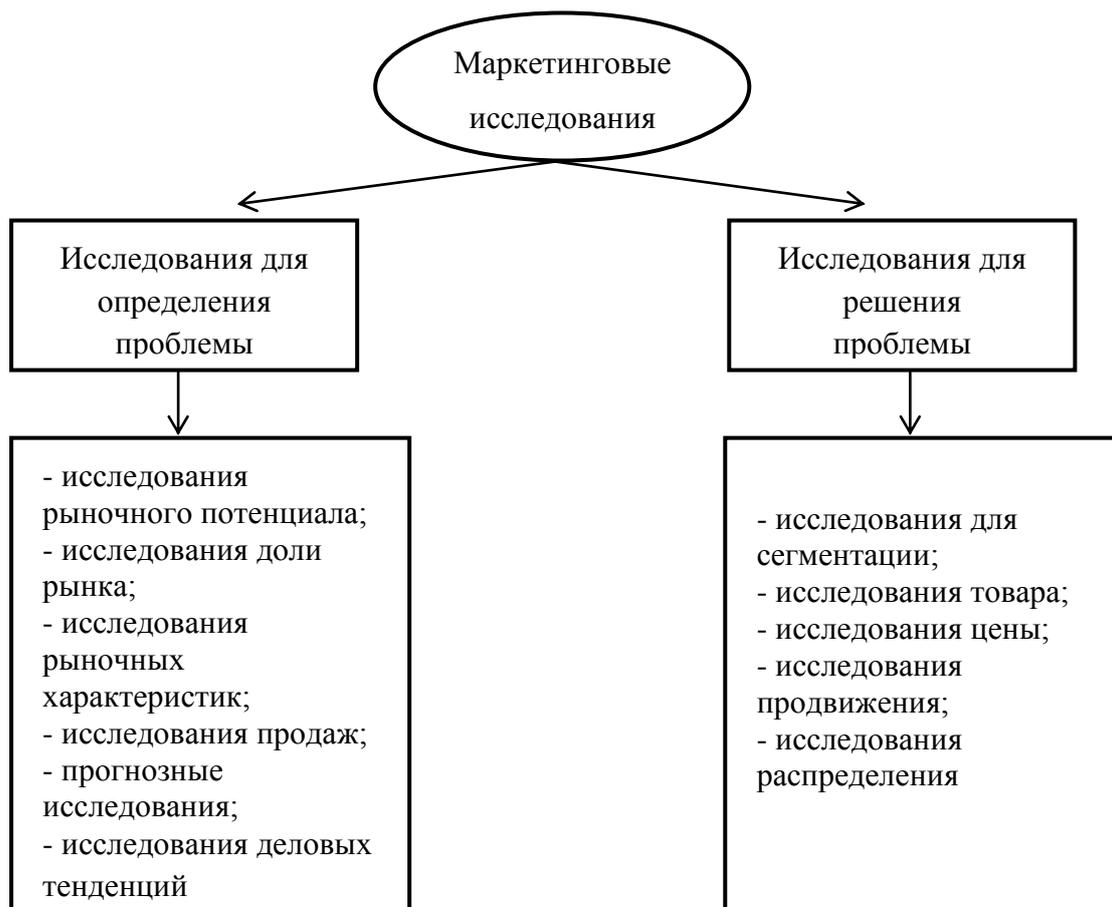 Маркетинговые
исследования
Исследования для
определения
проблемы
Исследования для
решения
проблемы
- исследования
рыночного потенциала;
- исследования доли
рынка;
- исследования
рыночных
характеристик;
- исследования продаж;
- прогнозные
исследования;
- исследования деловых
тенденций
- исследования для
сегментации;
- исследования товара;
- исследования цены;
- исследования
продвижения;
- исследования
распределения